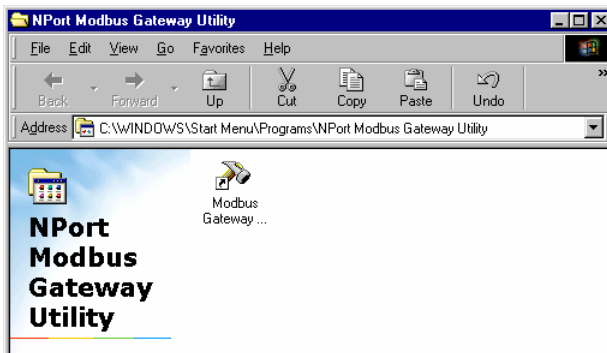 NPort Modbus Gateway Utility
File Edit View Go Favorites Help
Back Forward Up Cut Copy Paste Undo »
Address C:\WINDOWS\Start Menu\Programs\NPort Modbus Gateway Utility
NPort
Modbus
Gateway
Utility
Modbus
Gateway ...